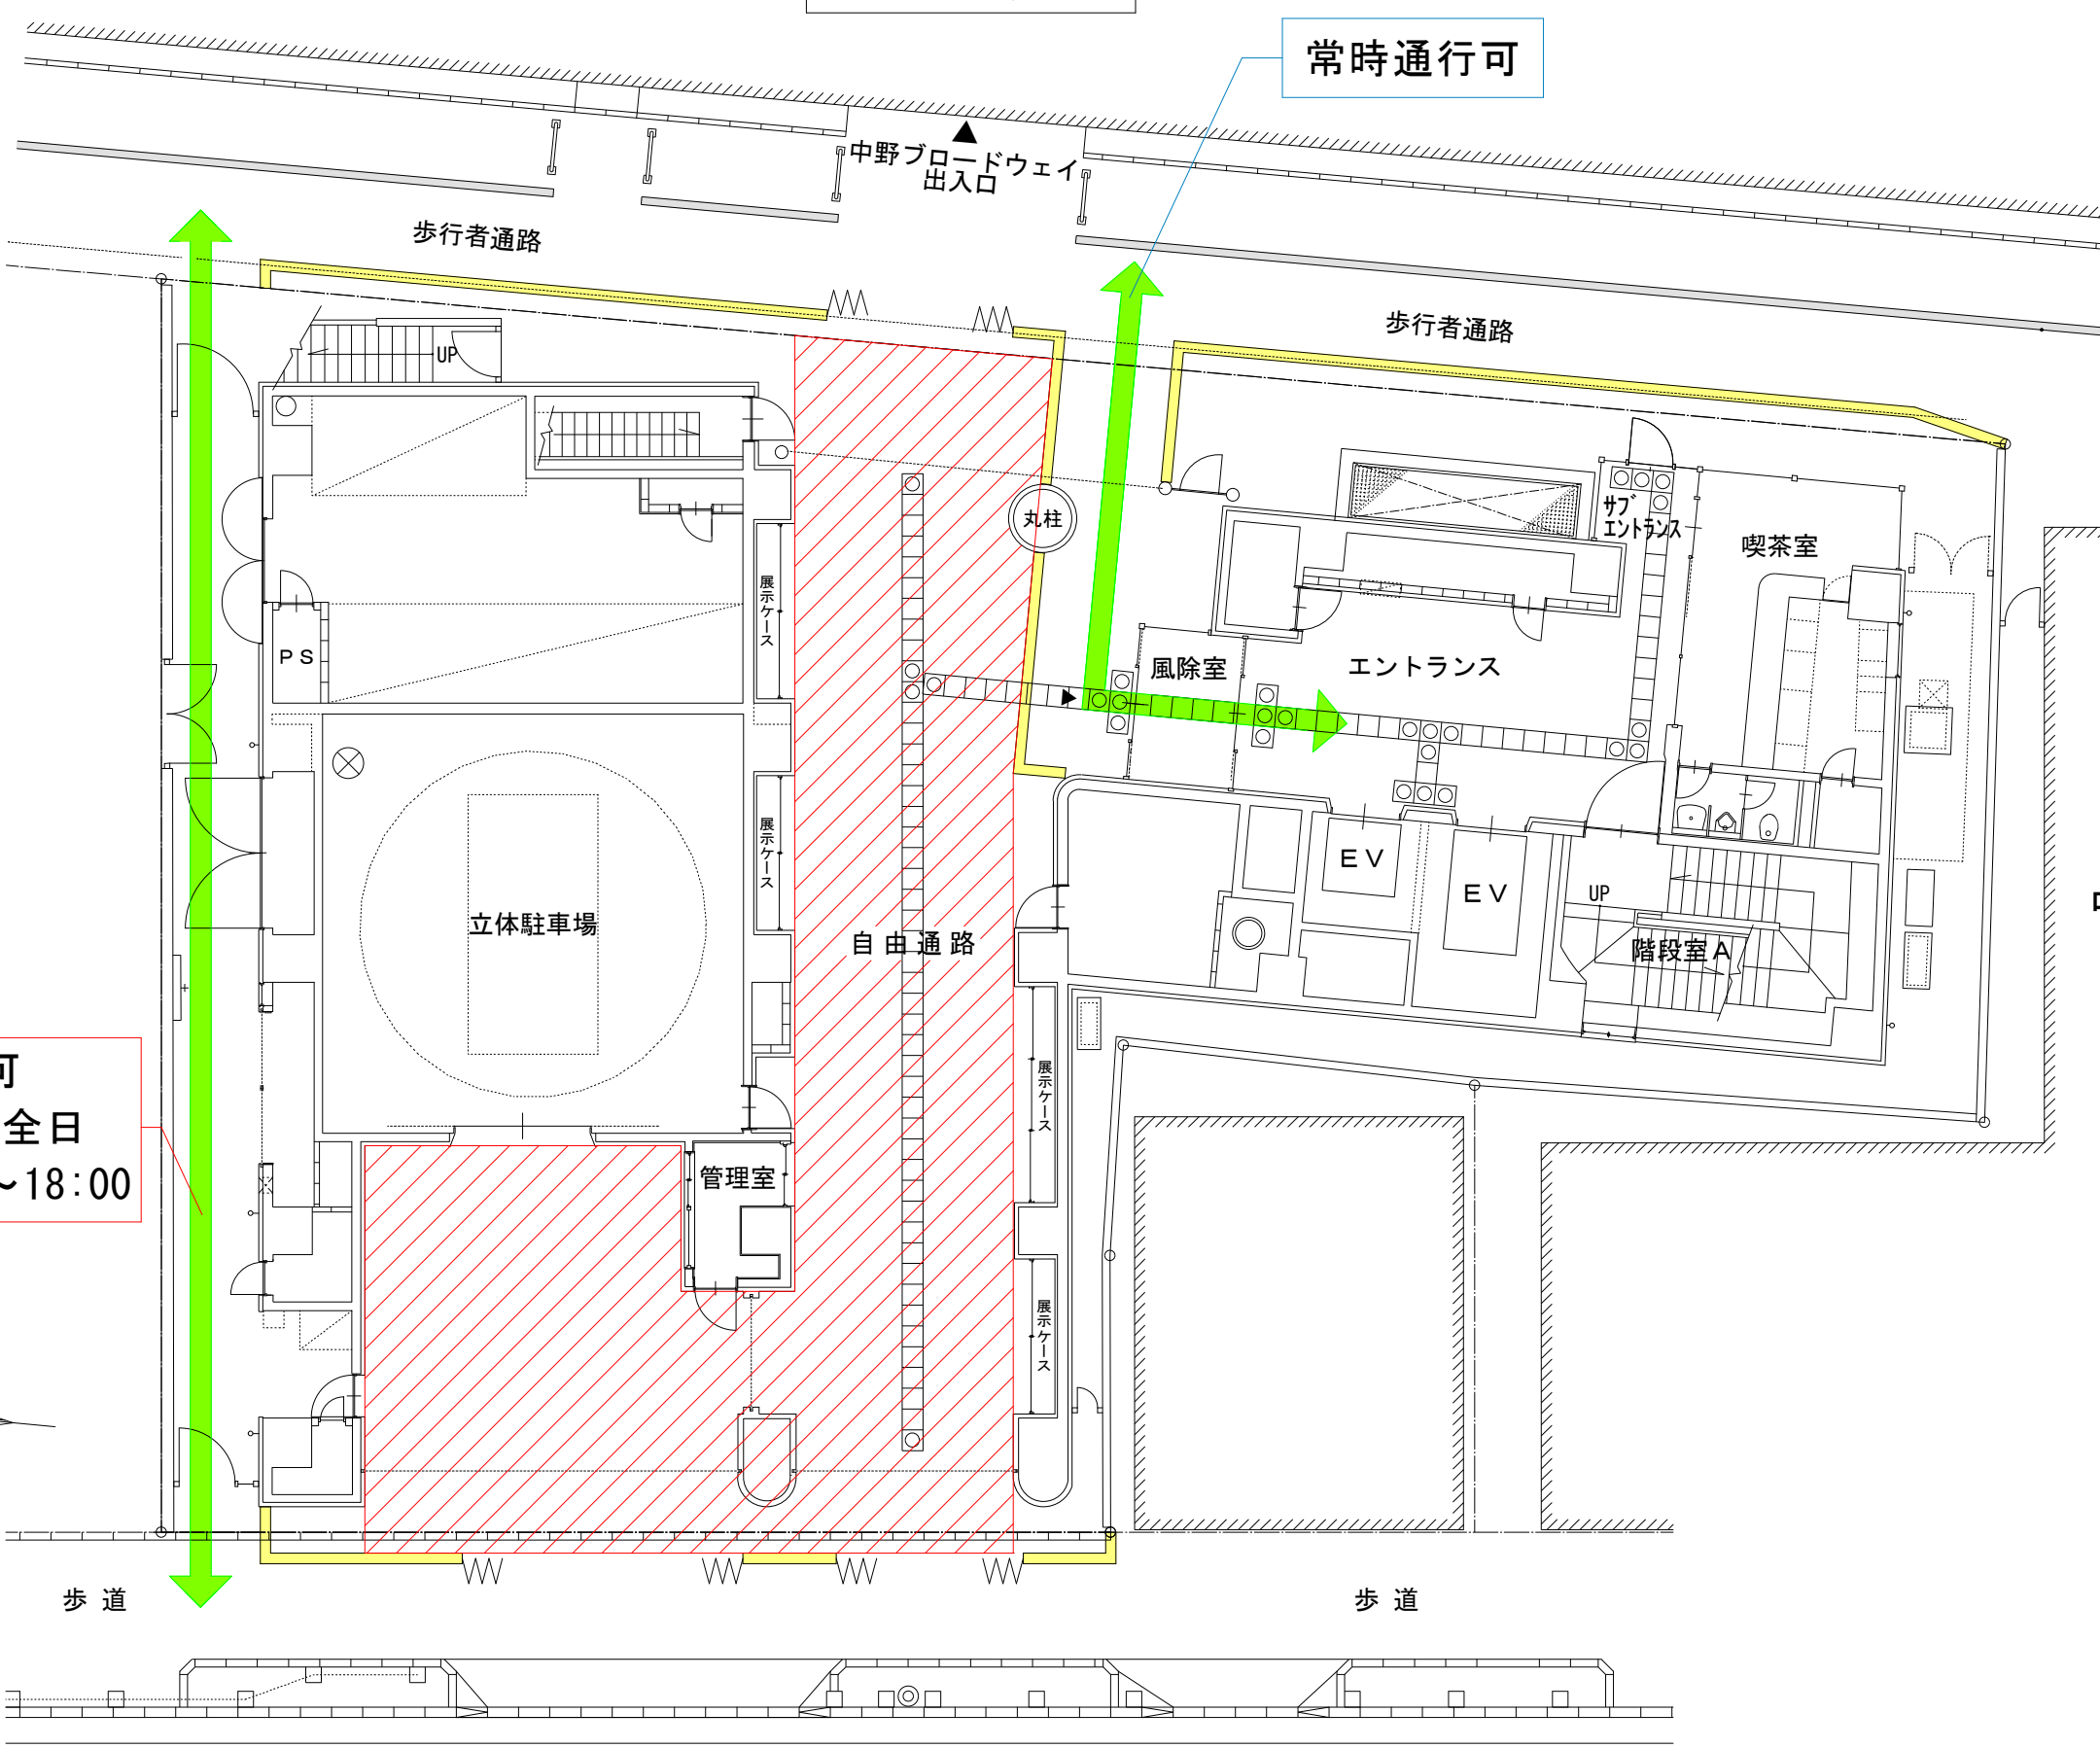 常時通行可
中野ブロードウェイ
出入口
歩行者通路
歩行者通路
UP
丸柱
サブ
エントランス
喫茶室
展示ケース
PS
風除室
エントランス
展示ケース
EV
EV
UP
立体駐車場
自由通路
階段室A
可
全日
～18:00
展示ケース
管理室
展示ケース
歩道
歩道